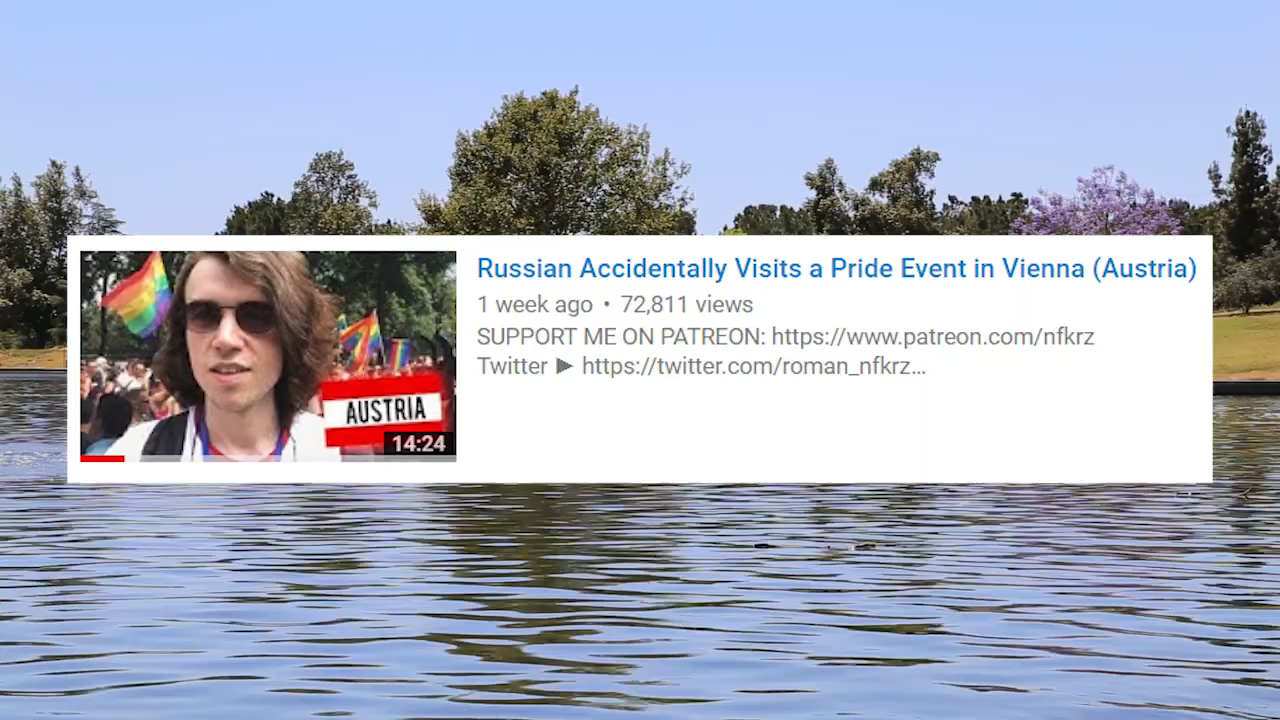 Russian Accidentally Visits a Pride Event in Vienna (Austria)
1 week ago • 72,811 views
SUPPORT ME ON PATREON: https://www.patreon.com/nfkrz
Twitter ► https://twitter.com/roman_nfkrz...
AUSTRIA
14:24